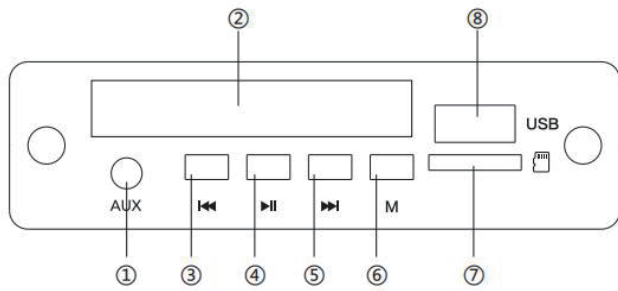 ② ⑧
USB
AUX ⏮ ⏯ ⏭ M
① ③ ④ ⑤ ⑥ ⑦